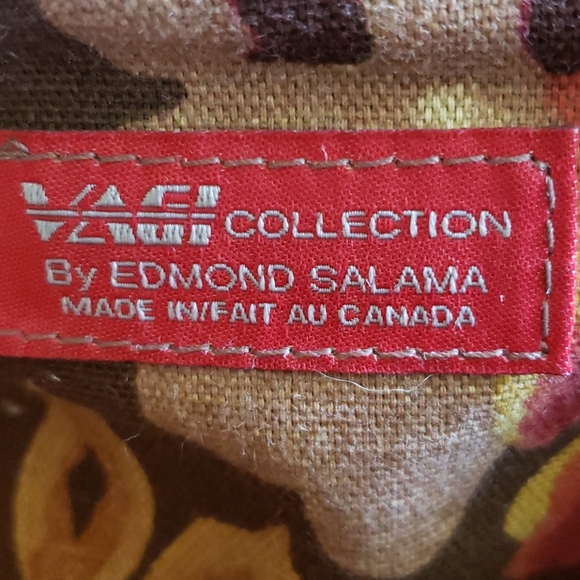 VAGI COLLECTION
By EDMOND SALAMA
MADE IN/FAIT AU CANADA